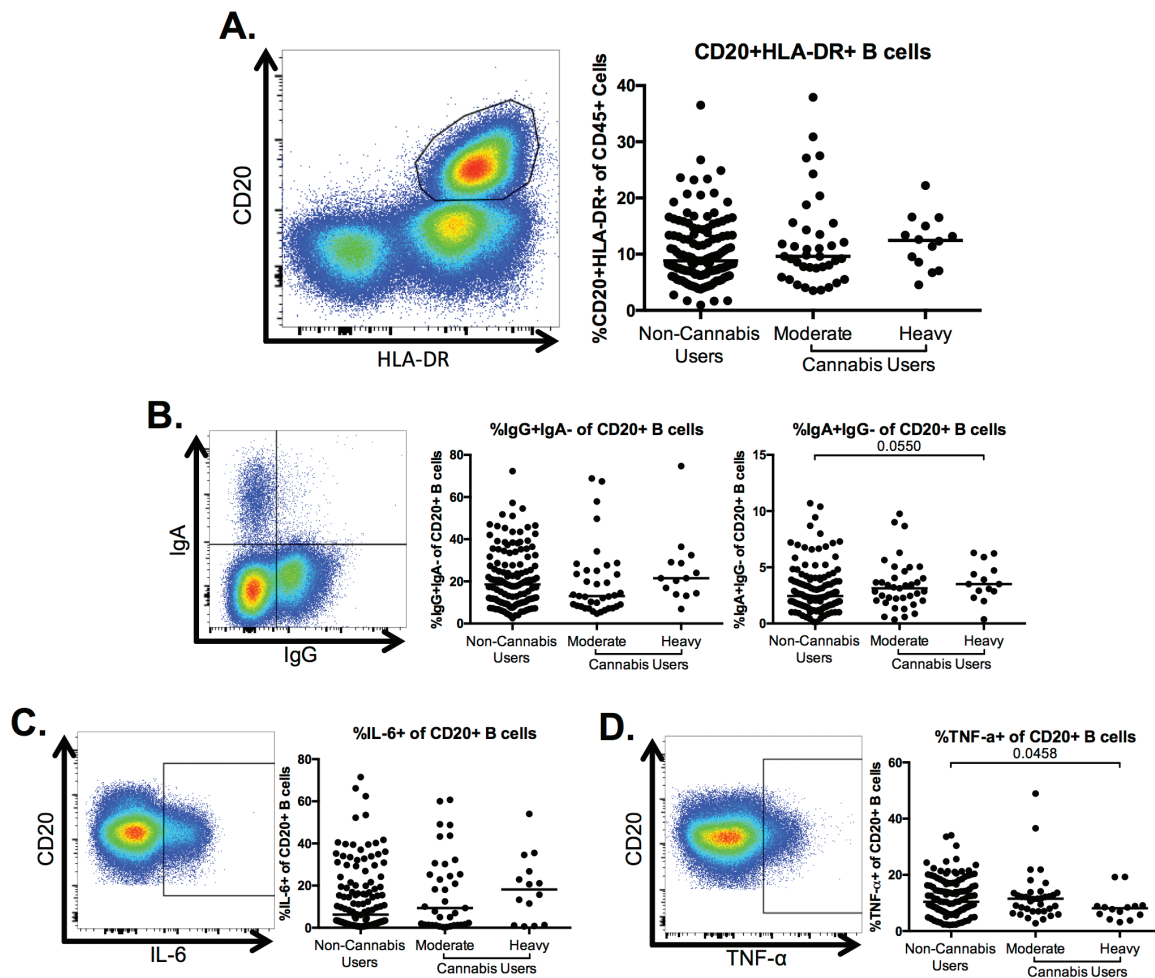 A.
CD20
HLA-DR
CD20+HLA-DR+ B cells
%CD20+HLA-DR+ of CD45+ Cells
40
30
20
10
0
Non-Cannabis
Users
Moderate
Heavy
Cannabis Users
B.
IgA
IgG
%IgG+IgA- of CD20+ B cells
%IgG+IgA- of CD20+ B cells
80
60
40
20
0
Non-Cannabis
Users
Moderate
Heavy
Cannabis Users
%IgA+IgG- of CD20+ B cells
0.0550
%IgA+IgG- of CD20+ B cells
15
10
5
0
Non-Cannabis
Users
Moderate
Heavy
Cannabis Users
C.
CD20
IL-6
%IL-6+ of CD20+ B cells
%IL-6+ of CD20+ B cells
80
60
40
20
0
Non-Cannabis
Users
Moderate
Heavy
Cannabis Users
D.
CD20
TNF-α
%TNF-a+ of CD20+ B cells
0.0458
%TNF-α+ of CD20+ B cells
60
40
20
0
Non-Cannabis
Users
Moderate
Heavy
Cannabis Users